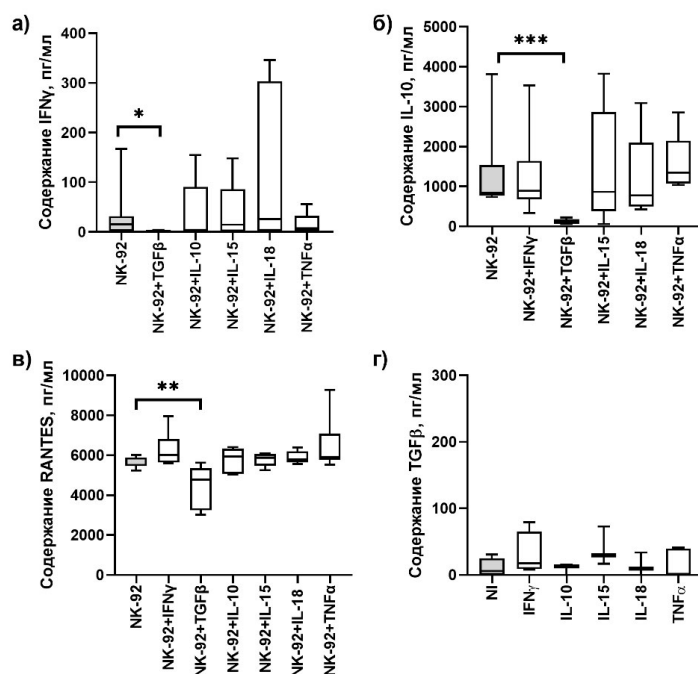 а)
Содержание IFNγ, пг/мл
400
300
200
100
0
*
NK-92
NK-92+TGFβ
NK-92+IL-10
NK-92+IL-15
NK-92+IL-18
NK-92+TNFα
б)
Содержание IL-10, пг/мл
5000
4000
3000
2000
1000
0
***
NK-92
NK-92+IFNγ
NK-92+TGFβ
NK-92+IL-15
NK-92+IL-18
NK-92+TNFα
в)
Содержание RANTES, пг/мл
10000
8000
6000
4000
2000
0
**
NK-92
NK-92+IFNγ
NK-92+TGFβ
NK-92+IL-10
NK-92+IL-15
NK-92+IL-18
NK-92+TNFα
г)
Содержание TGFβ, пг/мл
300
200
100
0
NI
IFNγ
IL-10
IL-15
IL-18
TNFα